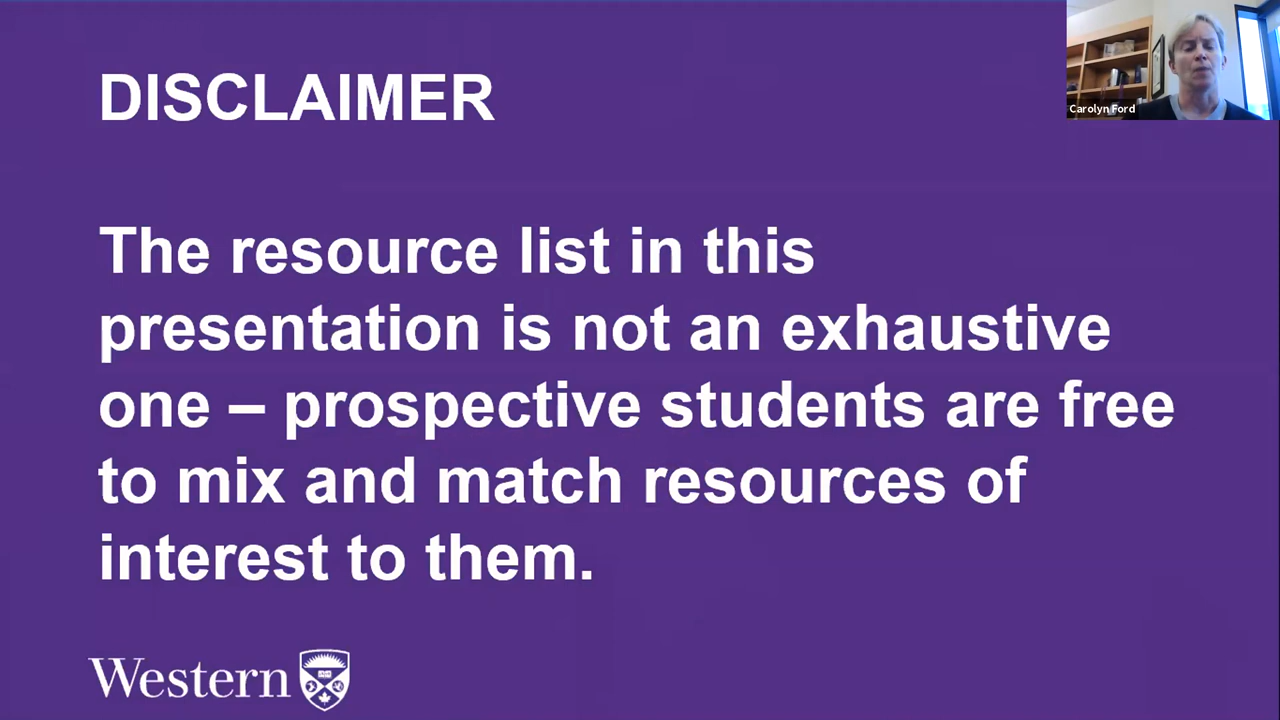 DISCLAIMER
Carolyn Ford
The resource list in this
presentation is not an exhaustive
one – prospective students are free
to mix and match resources of
interest to them.
Western